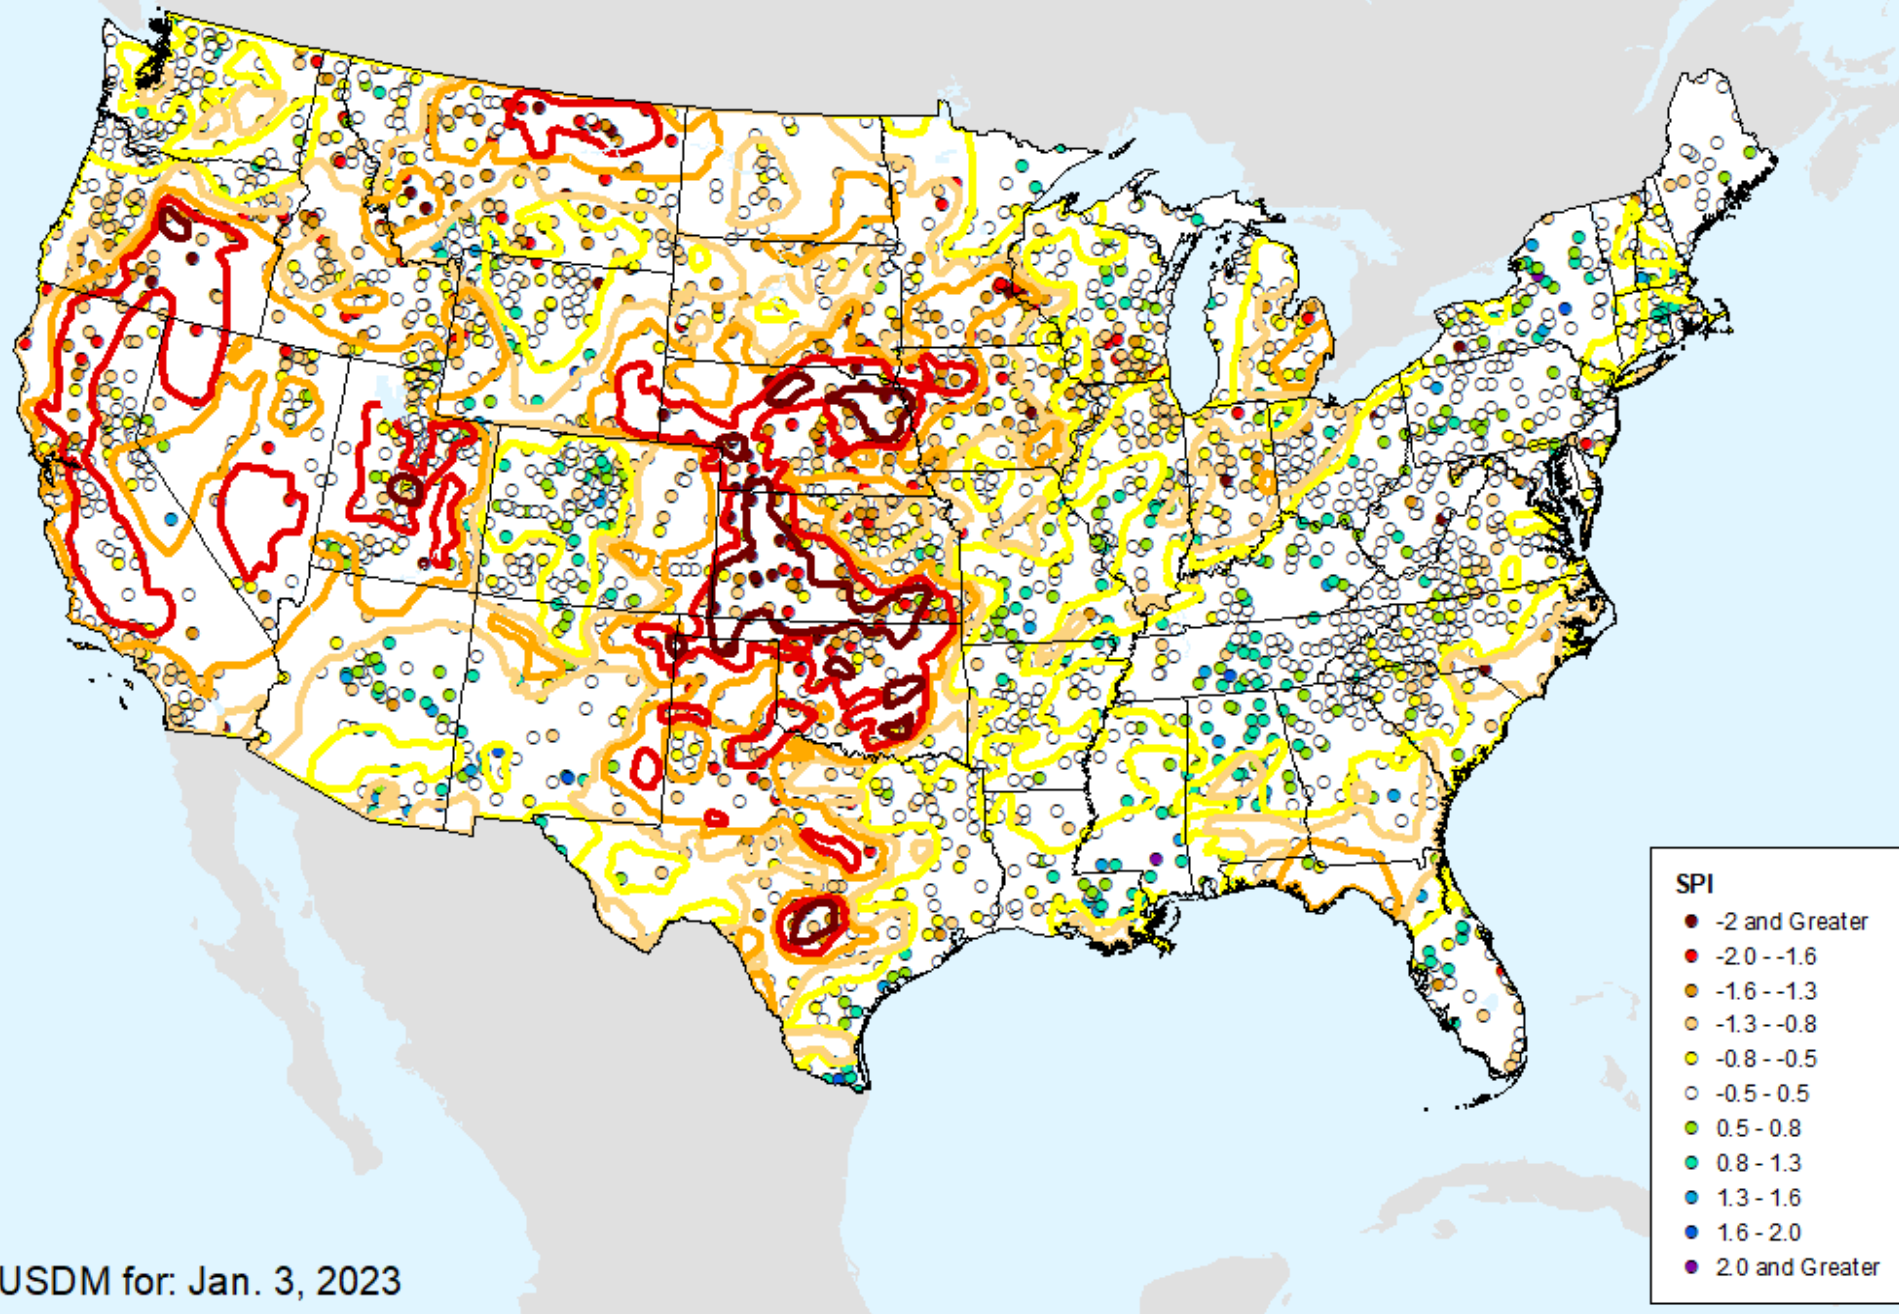 SPI
-2 and Greater
-2.0 - -1.6
-1.6 - -1.3
-1.3 - -0.8
-0.8 - -0.5
-0.5 - 0.5
0.5 - 0.8
0.8 - 1.3
1.3 - 1.6
1.6 - 2.0
2.0 and Greater
USDM for: Jan. 3, 2023